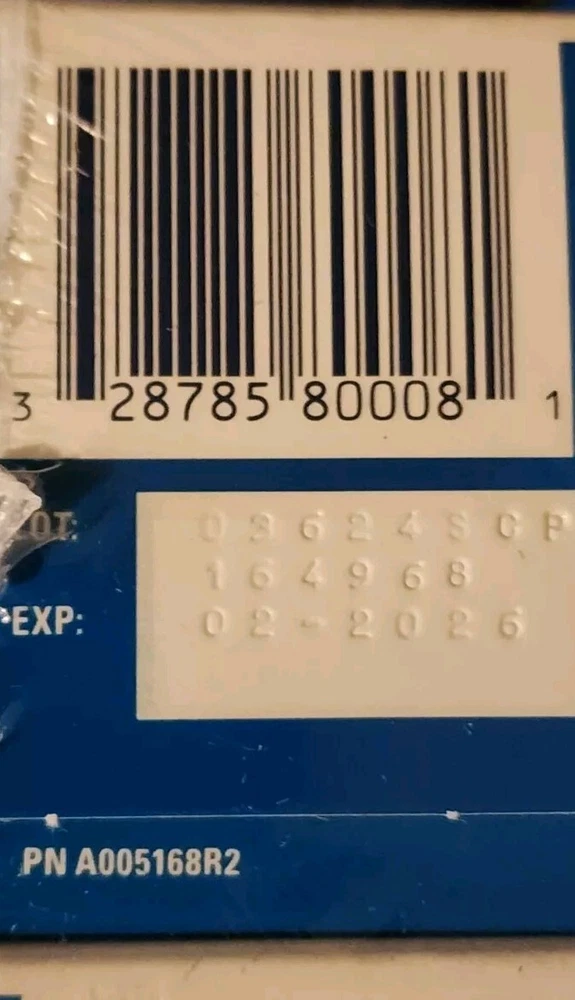 3 28785 80008 1
LOT: 03624SCP
164968
EXP: 02-2026
PN A005168R2